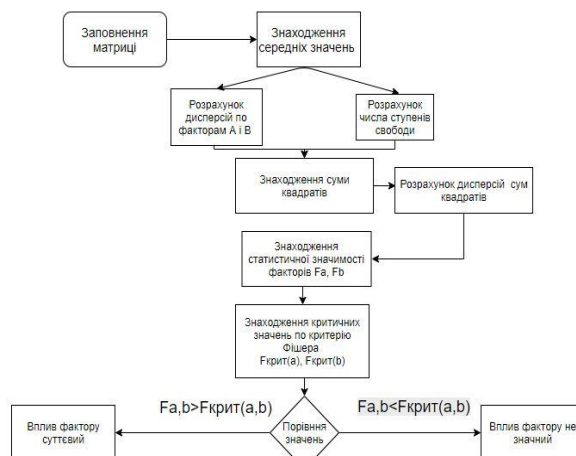 Заповнення
матриці
Знаходження
середніх значень
Розрахунок
дисперсій по
факторам А і В
Розрахунок
числа ступенів
свободи
Знаходження суми
квадратів
Розрахунок дисперсій сум
квадратів
Знаходження
статистичної значимості
факторів Fa, Fb
Знаходження критичних
значень по критерію
Фішера
Fкрит(a), Fкрит(b)
Fa,b>Fкрит(a,b)
Fa,b<Fкрит(a,b)
Порівння
значень
Вплив фактору
суттєвий
Вплив фактору не
значний